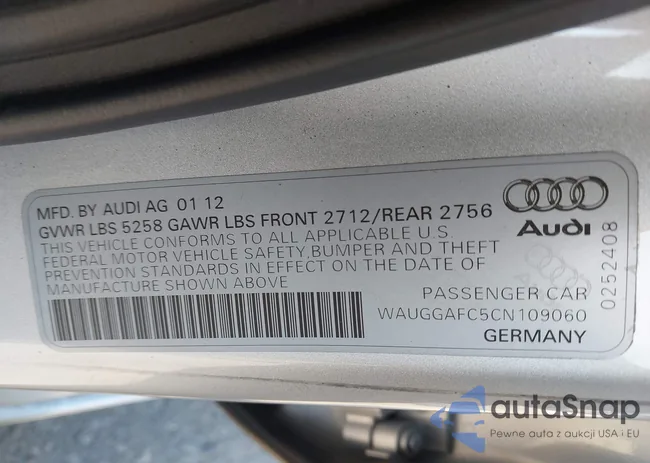 MFD. BY AUDI AG 01 12
GVWR LBS 5258 GAWR LBS FRONT 2712/REAR 2756
THIS VEHICLE CONFORMS TO ALL APPLICABLE U.S.
FEDERAL MOTOR VEHICLE SAFETY, BUMPER AND THEFT
PREVENTION STANDARDS IN EFFECT ON THE DATE OF
MANUFACTURE SHOWN ABOVE
Audi
0252408
PASSENGER CAR
WAUGGAFC5CN109060
GERMANY
autaSnap
Pewne auta z aukcji USA i EU